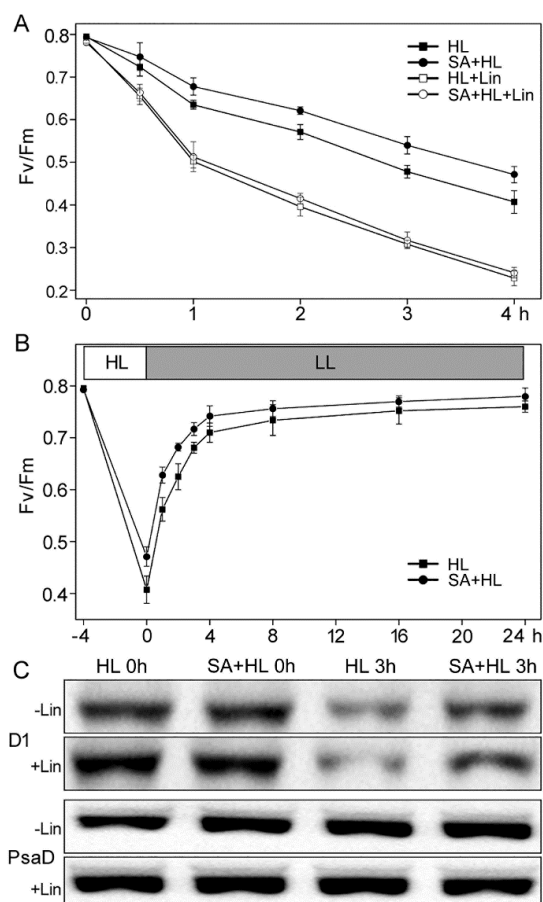 A
0.8
0.7
0.6
0.5
0.4
0.3
0.2
Fv/Fm
HL
SA+HL
HL+Lin
SA+HL+Lin
0 1 2 3 4 h
B
HL LL
0.8
0.7
0.6
0.5
0.4
Fv/Fm
HL
SA+HL
-4 0 4 8 12 16 20 24 h
C
HL 0h SA+HL 0h HL 3h SA+HL 3h
-Lin
D1
+Lin
-Lin
PsaD
+Lin